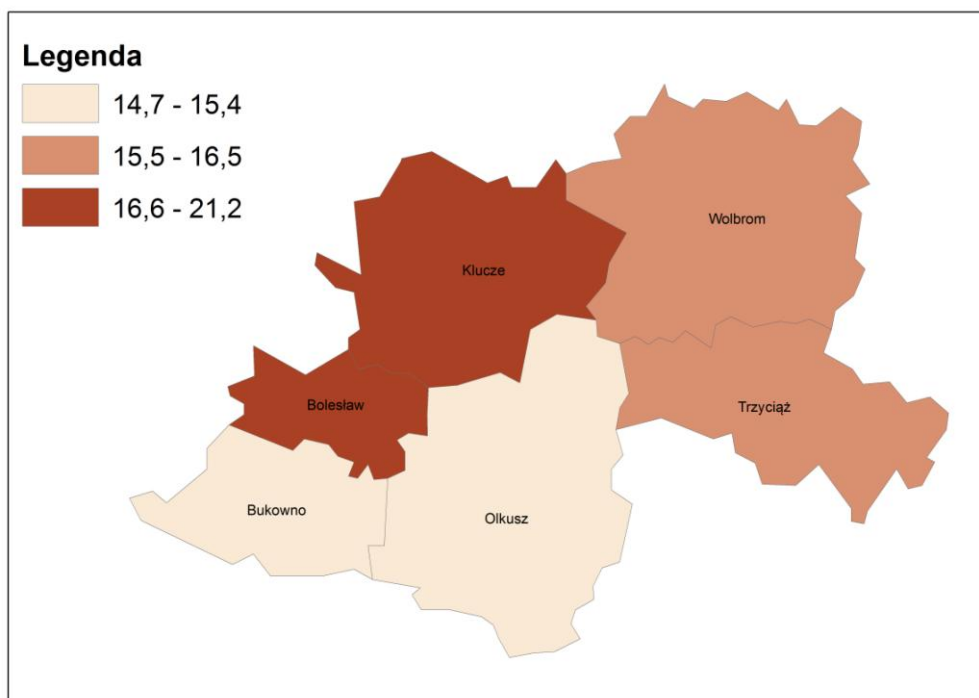 Legenda
14,7 - 15,4
15,5 - 16,5
16,6 - 21,2
Wolbrom
Klucze
Bolesław
Trzyciąż
Bukowno
Olkusz